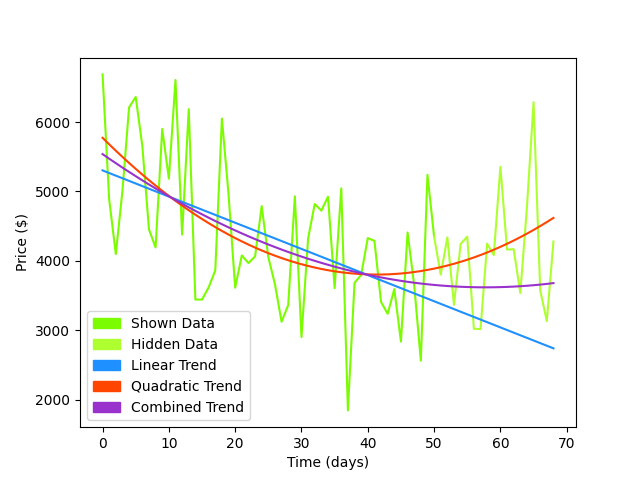 6000
5000
4000
3000
2000
Price ($)
Shown Data
Hidden Data
Linear Trend
Quadratic Trend
Combined Trend
0 10 20 30 40 50 60 70
Time (days)